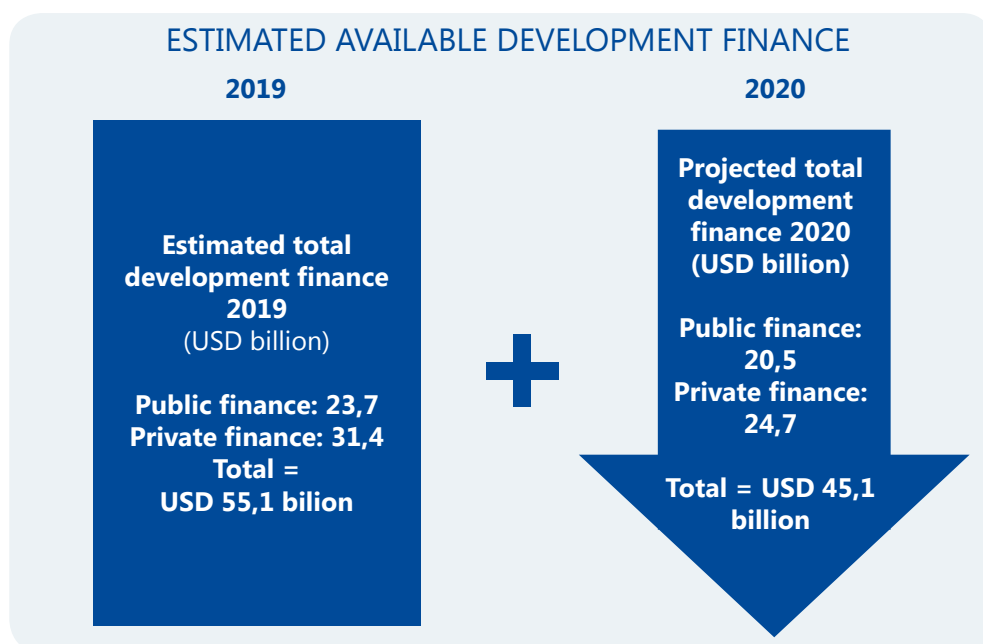 ESTIMATED AVAILABLE DEVELOPMENT FINANCE
2019
Estimated total
development finance
2019
(USD billion)
Public finance: 23,7
Private finance: 31,4
Total =
USD 55,1 bilion
2020
Projected total
development
finance 2020
(USD billion)
Public finance:
20,5
Private finance:
24,7
Total = USD 45,1
billion